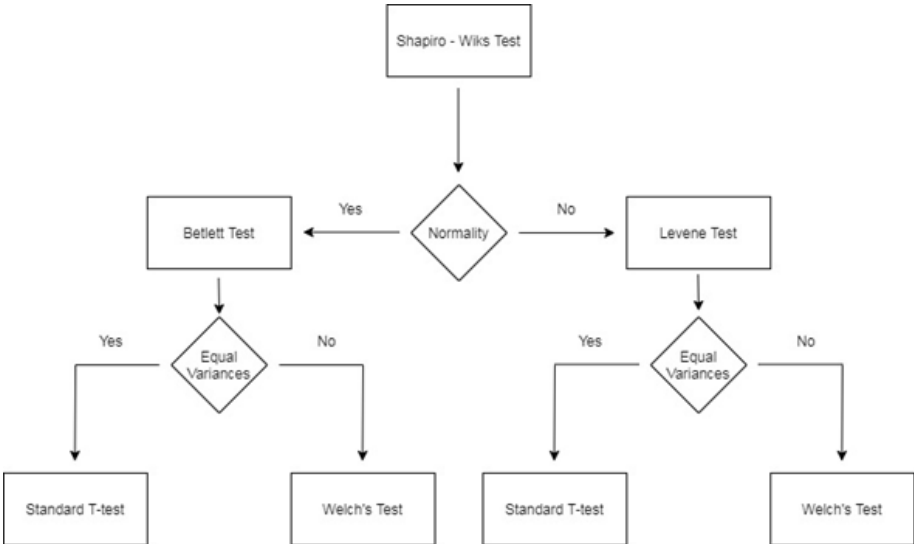 Shapiro - Wiks Test
Yes
No
Betlett Test
Normality
Levene Test
Yes
No
Yes
No
Equal
Variances
Equal
Variances
Standard T-test
Welch's Test
Standard T-test
Welch's Test